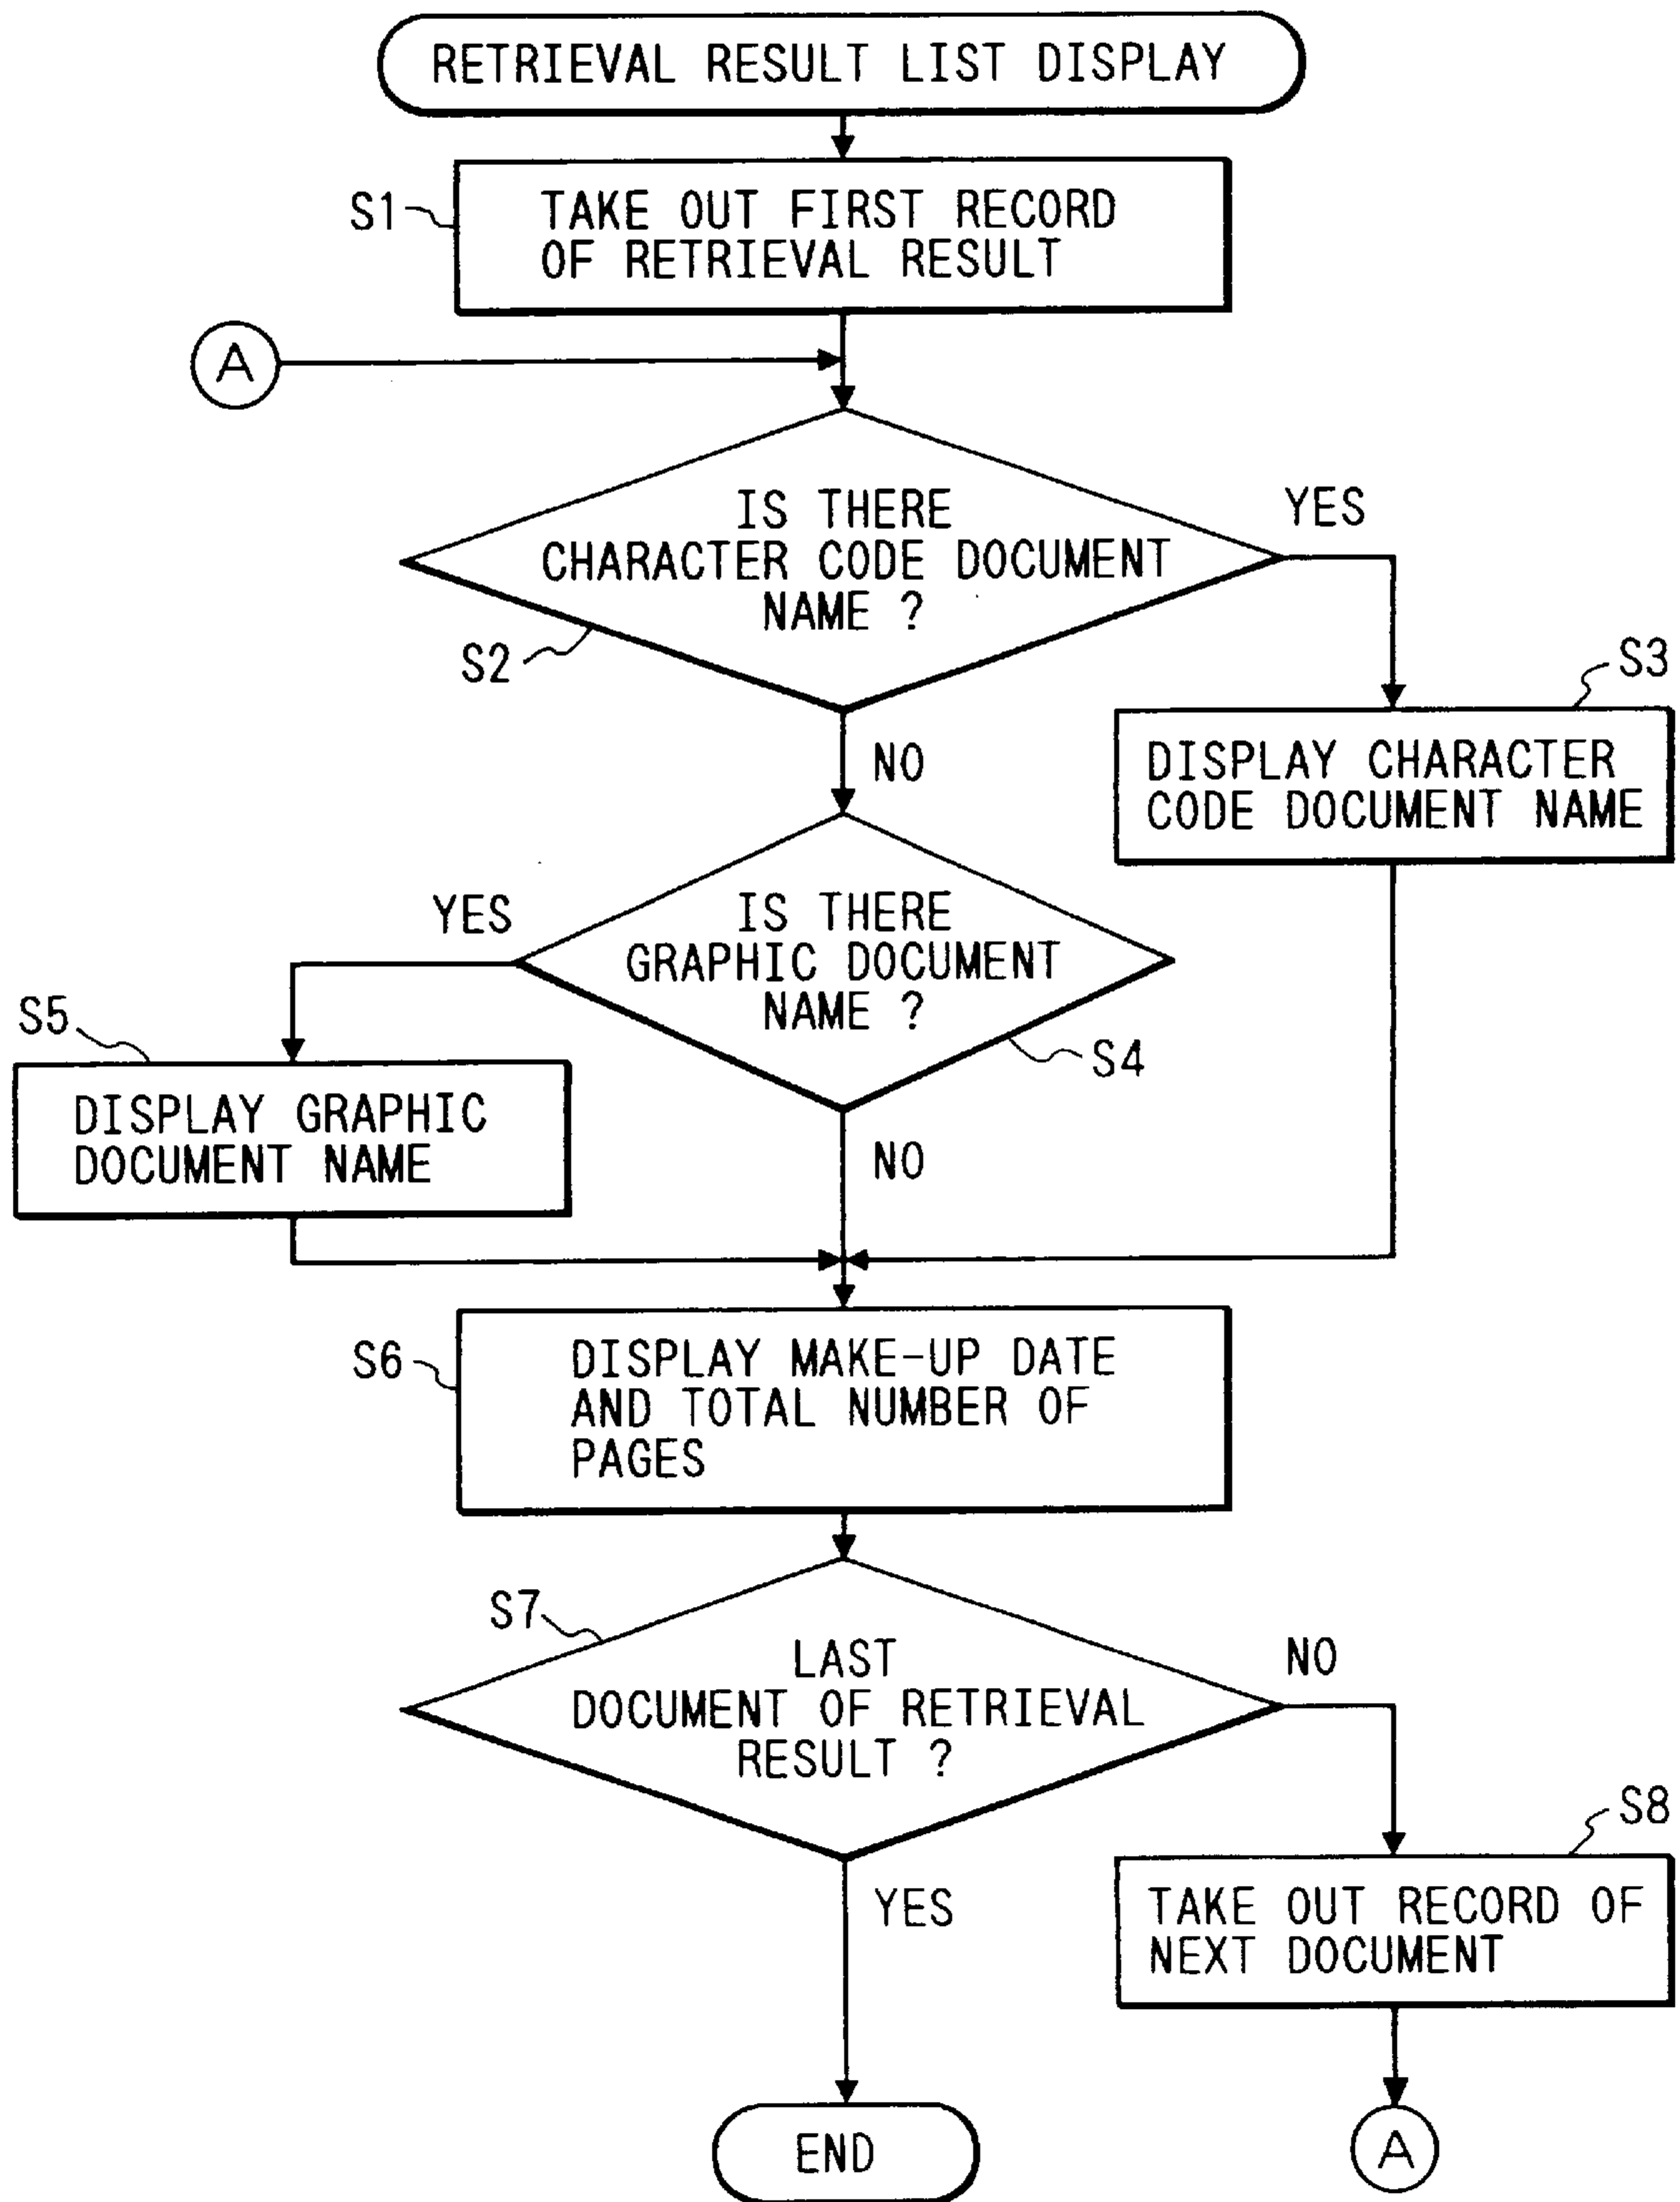 RETRIEVAL RESULT LIST DISPLAY
S1
TAKE OUT FIRST RECORD
OF RETRIEVAL RESULT
A
IS THERE
CHARACTER CODE DOCUMENT
NAME ?
YES
S2
S3
NO
DISPLAY CHARACTER
CODE DOCUMENT NAME
YES
IS THERE
GRAPHIC DOCUMENT
NAME ?
S5
S4
DISPLAY GRAPHIC
DOCUMENT NAME
NO
S6
DISPLAY MAKE-UP DATE
AND TOTAL NUMBER OF
PAGES
S7
LAST
DOCUMENT OF RETRIEVAL
RESULT ?
NO
S8
YES
TAKE OUT RECORD OF
NEXT DOCUMENT
END
A